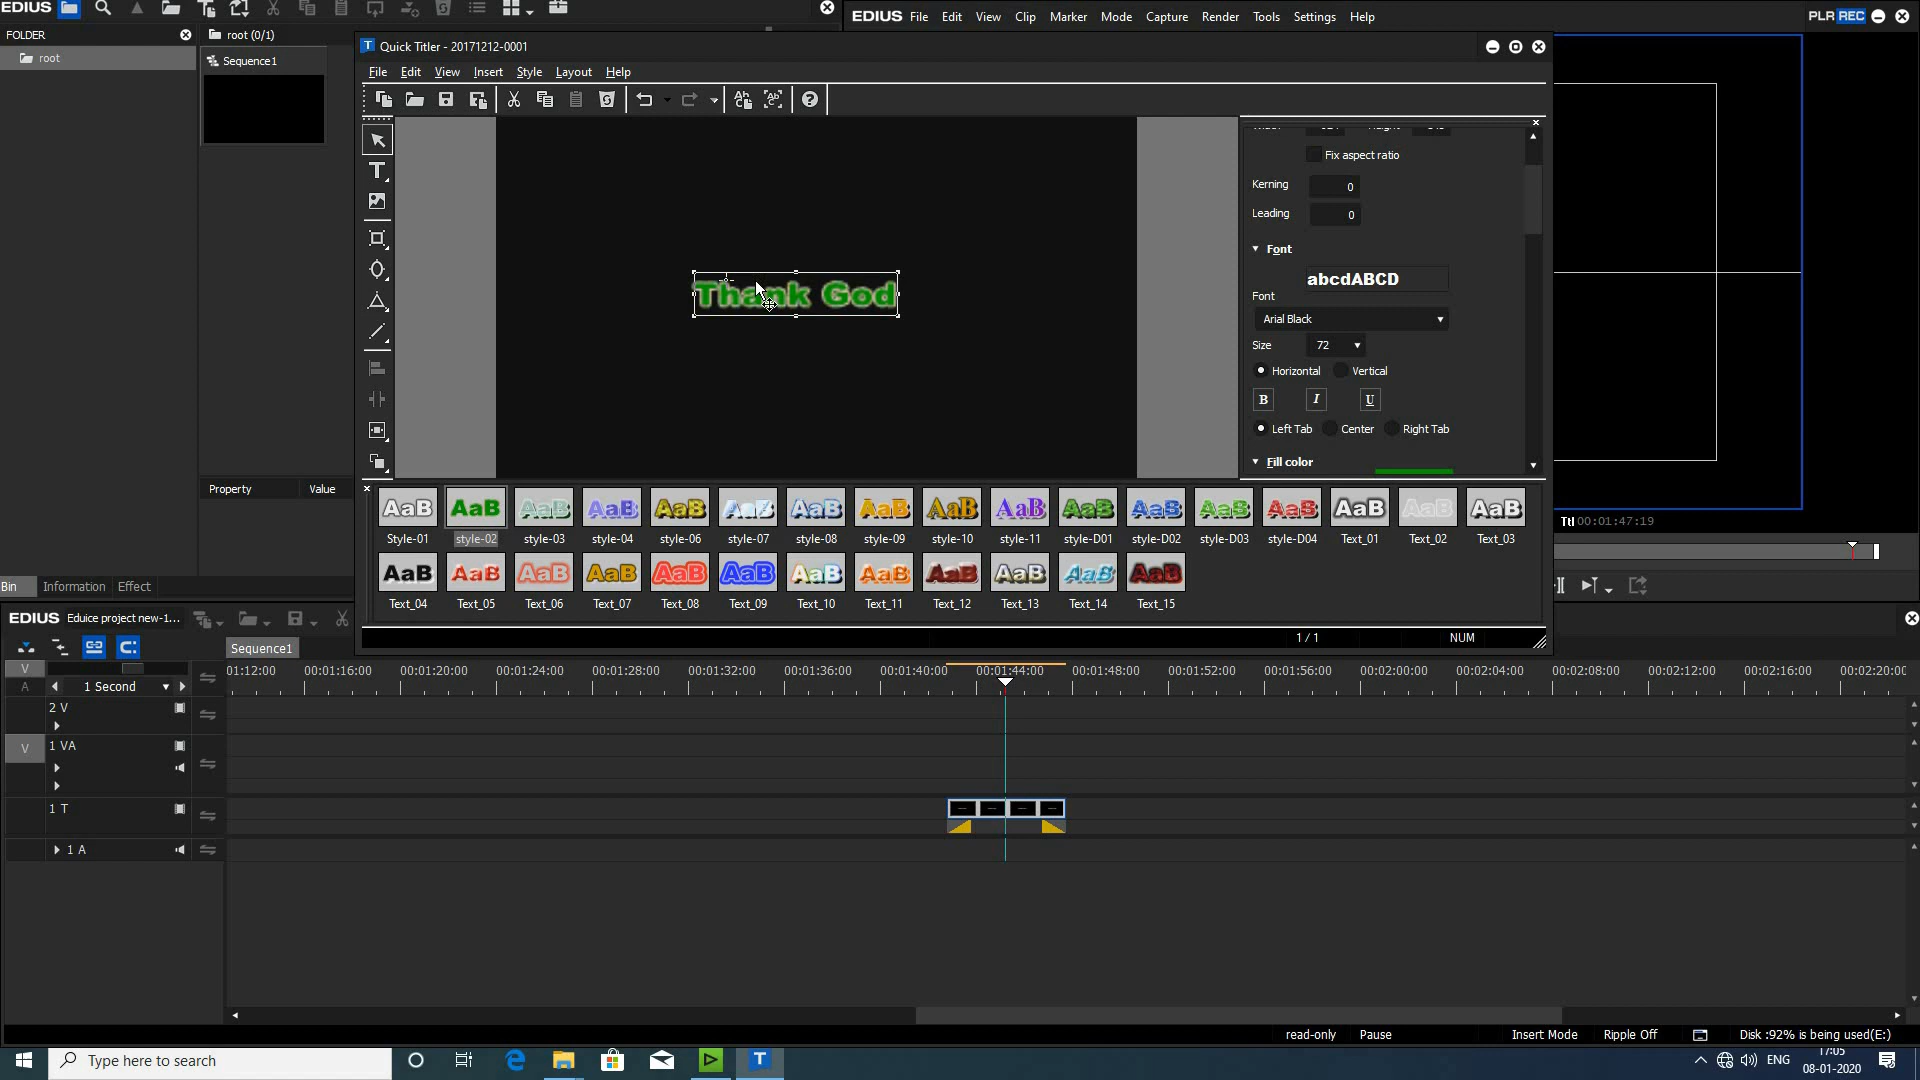 EDIUS
EDIUS File Edit View Clip Marker Mode Capture Render Tools Settings Help
PLR REC
FOLDER
root (0/1)
root
Sequence1
T Quick Titler - 20171212-0001
File Edit View Insert Style Layout Help
Fix aspect ratio
Kerning 0
Leading 0
Font
abcdABCD
Font
Arial Black
Size 72
Horizontal Vertical
B I U
Left Tab Center Right Tab
Fill color
Thank God
Property Value
AaB AaB AaB AaB AaB AaB AaB AaB AaB AaB AaB AaB AaB AaB AaB AaB AaB
Style-01 style-02 style-03 style-04 style-06 style-07 style-08 style-09 style-10 style-11 style-D01 style-D02 style-D03 style-D04 Text_01 Text_02 Text_03
AaB AaB AaB AaB AaB AaB AaB AaB AaB AaB AaB AaB
Text_04 Text_05 Text_06 Text_07 Text_08 Text_09 Text_10 Text_11 Text_12 Text_13 Text_14 Text_15
Ttl 00:01:47:19
Bin Information Effect
1 / 1 NUM
EDIUS Eduice project new-1...
Sequence1
V
A
1 Second
01:12:00 00:01:16:00 00:01:20:00 00:01:24:00 00:01:28:00 00:01:32:00 00:01:36:00 00:01:40:00 00:01:44:00 00:01:48:00 00:01:52:00 00:01:56:00 00:02:00:00 00:02:04:00 00:02:08:00 00:02:12:00 00:02:16:00 00:02:20:00
2 V
V 1 VA
1 T
1 A
read-only Pause Insert Mode Ripple Off Disk :92% is being used(E:)
Type here to search
ENG
17:05
08-01-2020